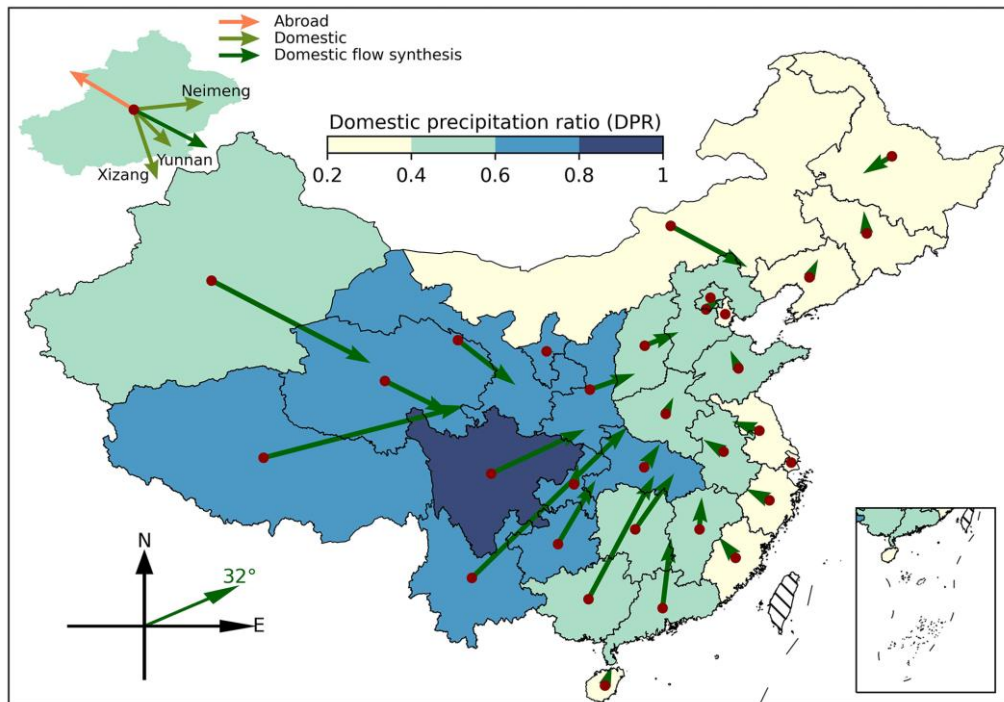 Abroad
Domestic
Domestic flow synthesis
Neimeng
Yunnan
Xizang
Domestic precipitation ratio (DPR)
0.2 0.4 0.6 0.8 1
N
32°
E